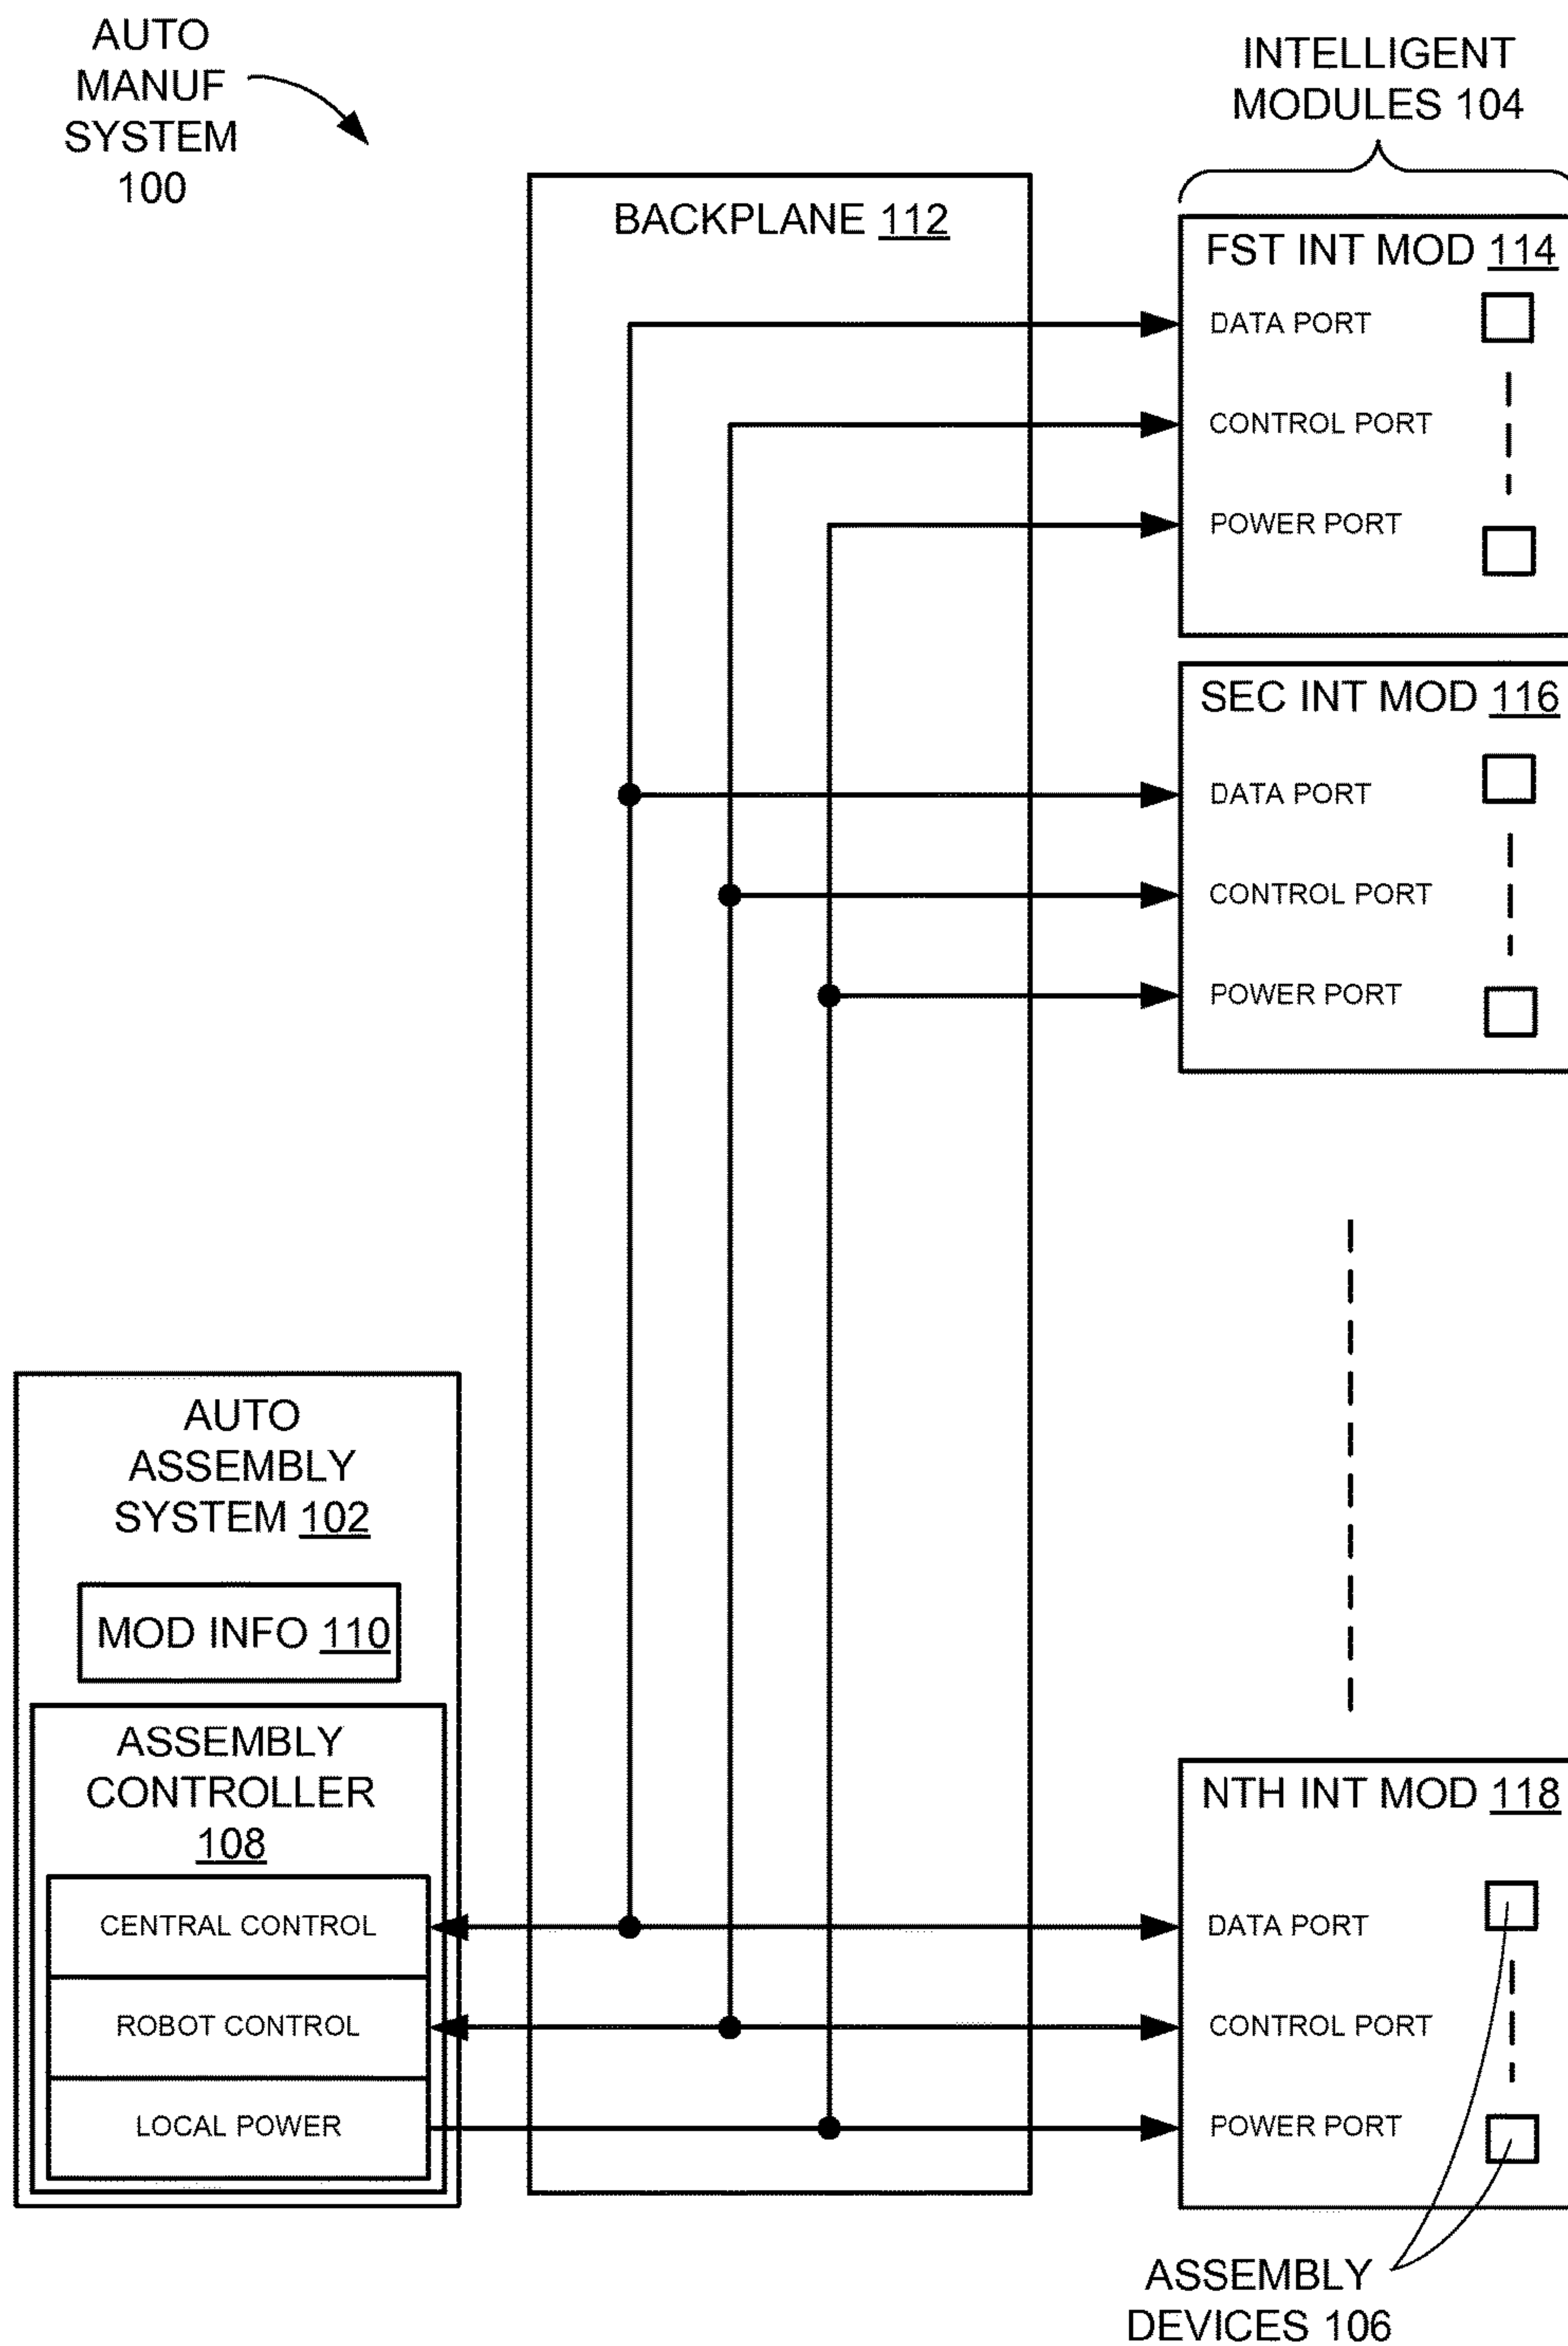 AUTO
MANUF
SYSTEM
100
INTELLIGENT
MODULES 104
BACKPLANE 112
FST INT MOD 114
DATA PORT
CONTROL PORT
POWER PORT
SEC INT MOD 116
DATA PORT
CONTROL PORT
POWER PORT
AUTO
ASSEMBLY
SYSTEM 102
MOD INFO 110
ASSEMBLY
CONTROLLER
108
CENTRAL CONTROL
ROBOT CONTROL
LOCAL POWER
NTH INT MOD 118
DATA PORT
CONTROL PORT
POWER PORT
ASSEMBLY
DEVICES 106